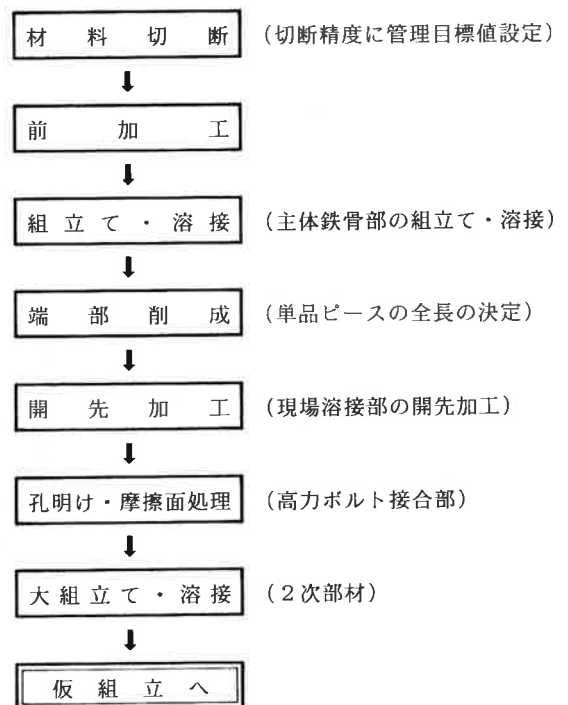 材料切断 (切断精度に管理目標値設定)
前加工
組立て・溶接 (主体鉄骨部の組立て・溶接)
端部削成 (単品ピースの全長の決定)
開先加工 (現場溶接部の開先加工)
孔明け・摩擦面処理 (高力ボルト接合部)
大組立て・溶接 (2次部材)
仮組立へ